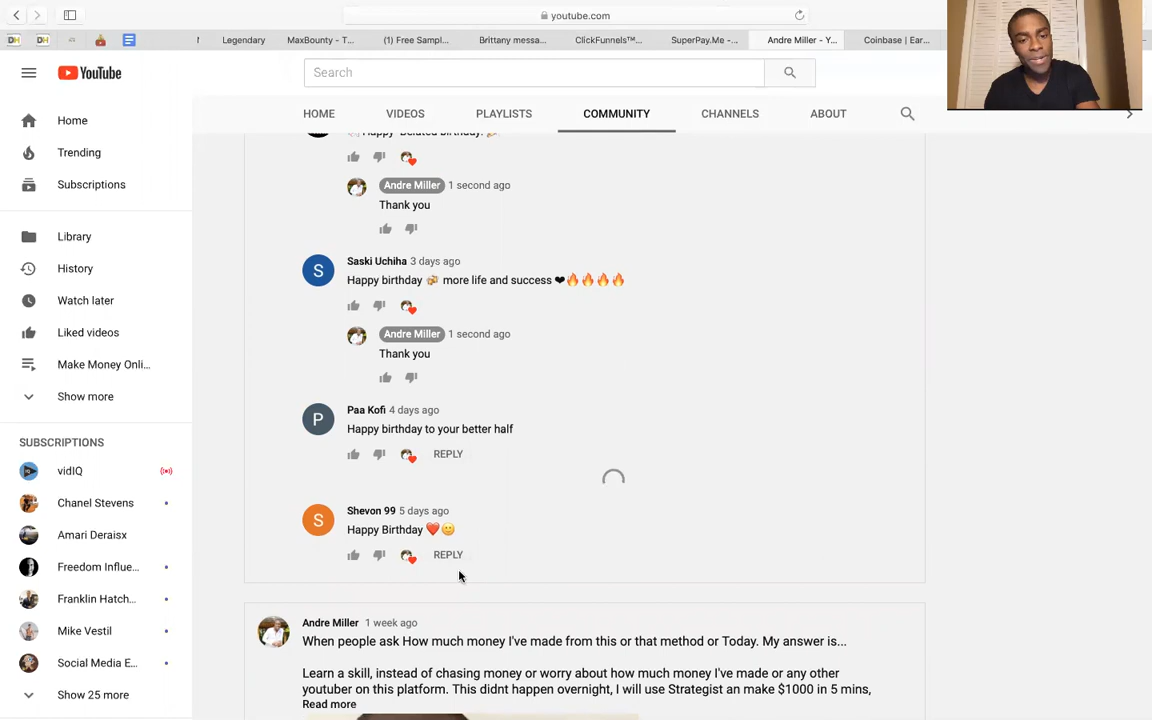 youtube.com
DH
DH
Legendary
MaxBounty - T...
(1) Free Sampl...
Brittany messa...
ClickFunnels™...
SuperPay.Me -...
Andre Miller - Y...
Coinbase | Ear...
YouTube
Search
HOME
VIDEOS
PLAYLISTS
COMMUNITY
CHANNELS
ABOUT
Home
Trending
Subscriptions
Library
History
Watch later
Liked videos
Make Money Onli...
Show more
SUBSCRIPTIONS
vidIQ
Chanel Stevens
Amari Deraisx
Freedom Influe...
Franklin Hatch...
Mike Vestil
Social Media E...
Show 25 more
Happy Belated birthday! 🎉
Andre Miller 1 second ago
Thank you
S
Saski Uchiha 3 days ago
Happy birthday 🍻 more life and success ❤🔥🔥🔥🔥
Andre Miller 1 second ago
Thank you
P
Paa Kofi 4 days ago
Happy birthday to your better half
REPLY
S
Shevon 99 5 days ago
Happy Birthday ❤️😊
REPLY
Andre Miller 1 week ago
When people ask How much money I've made from this or that method or Today. My answer is...
Learn a skill, instead of chasing money or worry about how much money I've made or any other
youtuber on this platform. This didnt happen overnight, I will use Strategist an make $1000 in 5 mins,
Read more